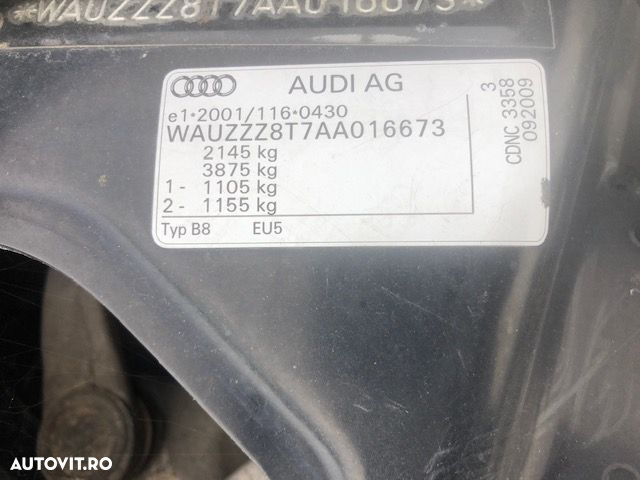 *WAUZZZ8T7AA016673*
AUDI AG
e1*2001/116*0430
WAUZZZ8T7AA016673
2145 kg
3875 kg
1 - 1105 kg
2 - 1155 kg
Typ B8 EU5
3
CDNC 3358
092009
AUTOVIT.RO